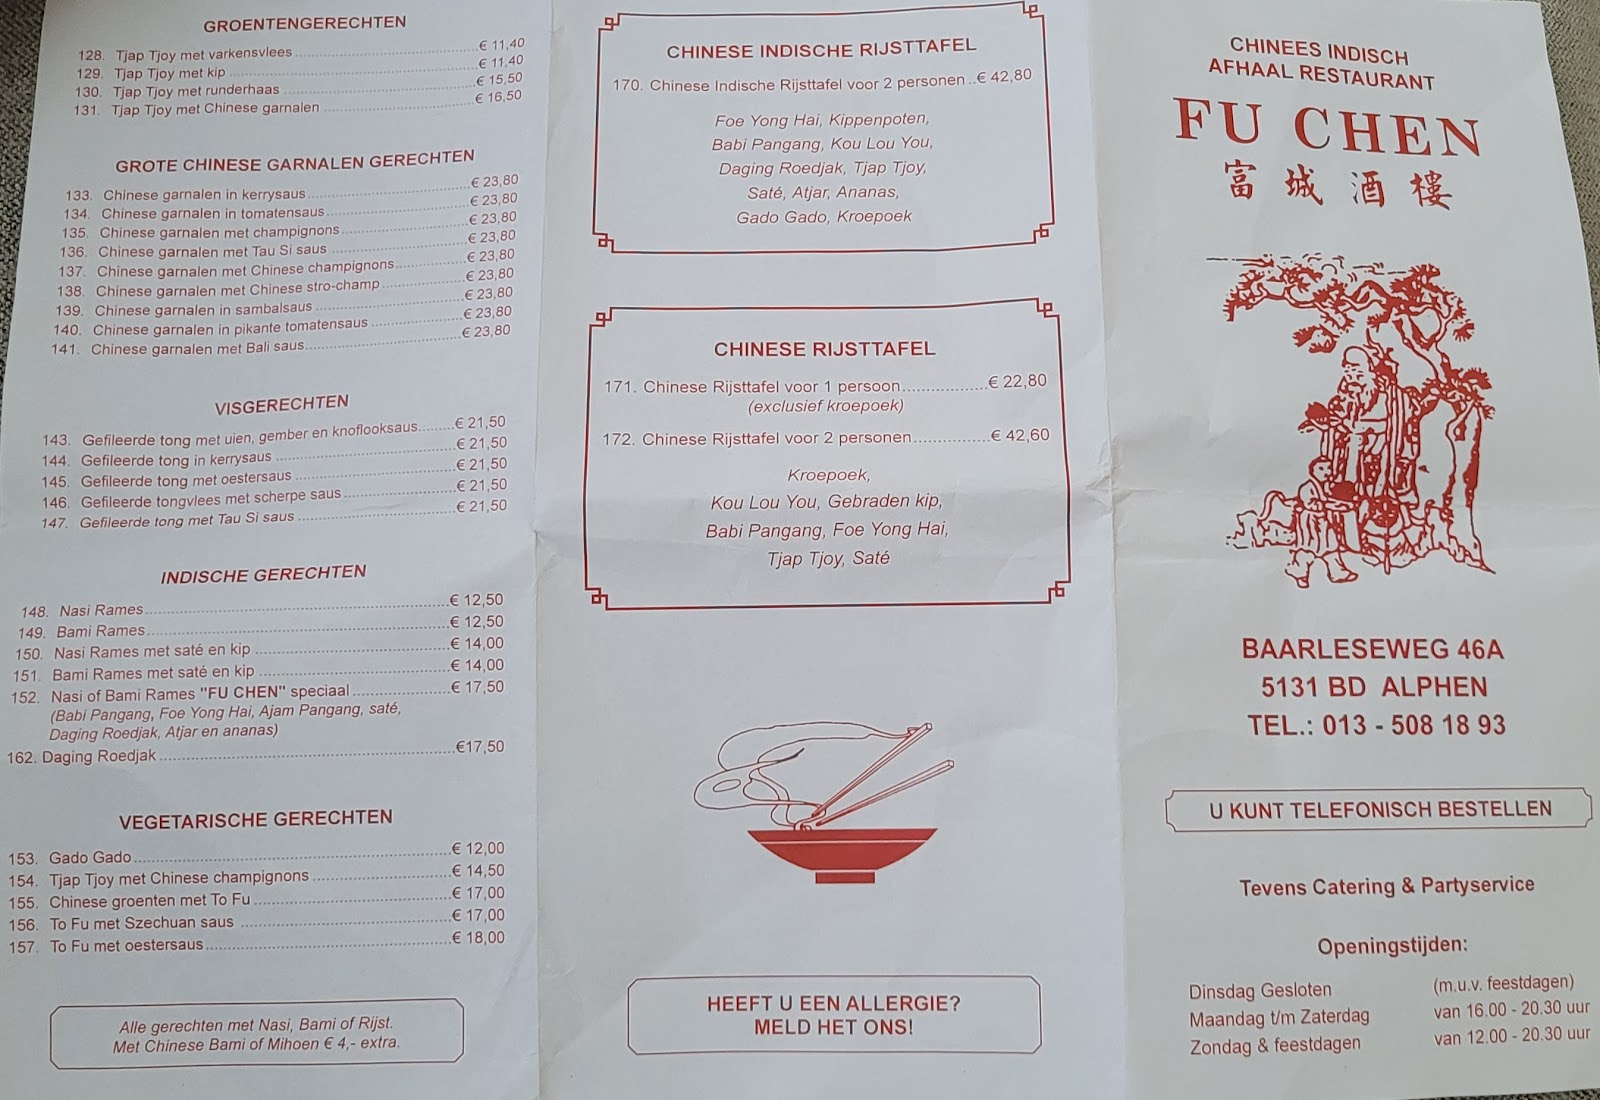 GROENTENGERECHTEN
128. Tjap Tjoy met varkensvlees € 11,40
129. Tjap Tjoy met kip € 11,40
130. Tjap Tjoy met runderhaas € 15,50
131. Tjap Tjoy met Chinese garnalen € 16,50
GROTE CHINESE GARNALEN GERECHTEN
133. Chinese garnalen in kerrysaus € 23,80
134. Chinese garnalen in tomatensaus € 23,80
135. Chinese garnalen met champignons € 23,80
136. Chinese garnalen met Tau Si saus € 23,80
137. Chinese garnalen met Chinese champignons € 23,80
138. Chinese garnalen met Chinese stro-champ € 23,80
139. Chinese garnalen in sambalsaus € 23,80
140. Chinese garnalen in pikante tomatensaus € 23,80
141. Chinese garnalen met Bali saus € 23,80
VISGERECHTEN
143. Gefileerde tong met uien, gember en knoflooksaus € 21,50
144. Gefileerde tong in kerrysaus € 21,50
145. Gefileerde tong met oestersaus € 21,50
146. Gefileerde tongvlees met scherpe saus € 21,50
147. Gefileerde tong met Tau Si saus € 21,50
INDISCHE GERECHTEN
148. Nasi Rames € 12,50
149. Bami Rames € 12,50
150. Nasi Rames met saté en kip € 14,00
151. Bami Rames met saté en kip € 14,00
152. Nasi of Bami Rames "FU CHEN" speciaal € 17,50
(Babi Pangang, Foe Yong Hai, Ajam Pangang, saté,
Daging Roedjak, Atjar en ananas)
162. Daging Roedjak €17,50
VEGETARISCHE GERECHTEN
153. Gado Gado € 12,00
154. Tjap Tjoy met Chinese champignons € 14,50
155. Chinese groenten met To Fu € 17,00
156. To Fu met Szechuan saus € 17,00
157. To Fu met oestersaus € 18,00
Alle gerechten met Nasi, Bami of Rijst.
Met Chinese Bami of Mihoen € 4,- extra.
CHINESE INDISCHE RIJSTTAFEL
170. Chinese Indische Rijsttafel voor 2 personen € 42,80
Foe Yong Hai, Kippenpoten,
Babi Pangang, Kou Lou You,
Daging Roedjak, Tjap Tjoy,
Saté, Atjar, Ananas,
Gado Gado, Kroepoek
CHINESE RIJSTTAFEL
171. Chinese Rijsttafel voor 1 persoon € 22,80
(exclusief kroepoek)
172. Chinese Rijsttafel voor 2 personen € 42,60
Kroepoek,
Kou Lou You, Gebraden kip,
Babi Pangang, Foe Yong Hai,
Tjap Tjoy, Saté
HEEFT U EEN ALLERGIE?
MELD HET ONS!
CHINEES INDISCH
AFHAAL RESTAURANT
FU CHEN
富城酒樓
BAARLESEWEG 46A
5131 BD ALPHEN
TEL.: 013 - 508 18 93
U KUNT TELEFONISCH BESTELLEN
Tevens Catering & Partyservice
Openingstijden:
Dinsdag Gesloten (m.u.v. feestdagen)
Maandag t/m Zaterdag van 16.00 - 20.30 uur
Zondag & feestdagen van 12.00 - 20.30 uur